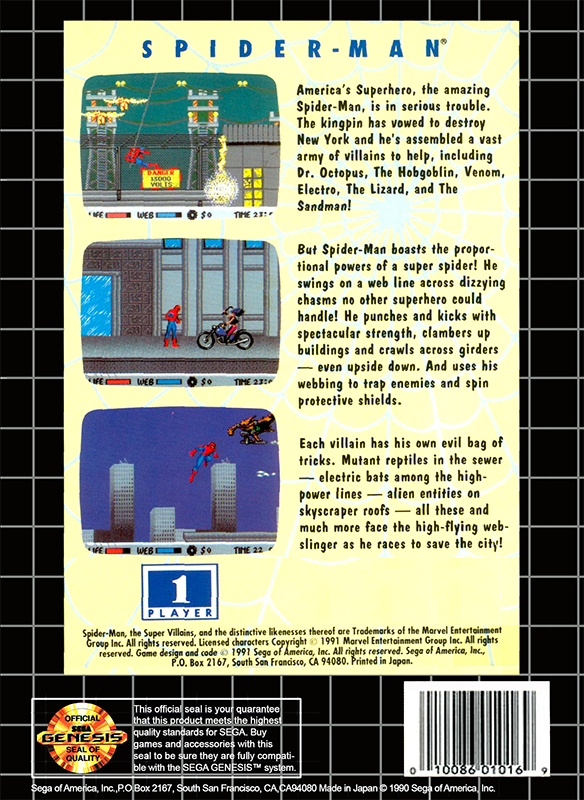 SPIDER-MAN®
America's Superhero, the amazing
Spider-Man, is in serious trouble.
The kingpin has vowed to destroy
New York and he's assembled a vast
army of villains to help, including
Dr. Octopus, The Hobgoblin, Venom,
Electro, The Lizard, and The
Sandman!
DANGER
15000
VOLTS
LIFE WEB $0 TIME 23:
But Spider-Man boasts the propor-
tional powers of a super spider! He
swings on a web line across dizzying
chasms no other superhero could
handle! He punches and kicks with
spectacular strength, clambers up
buildings and crawls across girders
— even upside down. And uses his
webbing to trap enemies and spin
protective shields.
LIFE WEB $0 TIME 23:
Each villain has his own evil bag of
tricks. Mutant reptiles in the sewer
— electric bats among the high-
power lines — alien entities on
skyscraper roofs — all these and
much more face the high-flying web-
slinger as he races to save the city!
LIFE WEB $0 TIME 22
1
PLAYER
Spider-Man, the Super Villains, and the distinctive likenesses thereof are Trademarks of the Marvel Entertainment
Group Inc. All rights reserved. Licensed characters Copyright © 1991 Marvel Entertainment Group Inc. All rights
reserved. Game design and code © 1991 Sega of America, Inc. All rights reserved. Sega of America, Inc.,
P.O. Box 2167, South San Francisco, CA 94080. Printed in Japan.
OFFICIAL
SEGA
GENESIS
SEAL OF
QUALITY
This official seal is your guarantee
that this product meets the highest
quality standards for SEGA. Buy
games and accessories with this
seal to be sure they are fully compati-
ble with the SEGA GENESIS™ system.
0 10086 01016 9
Sega of America, Inc.,P.O Box 2167, South San Francisco, CA,CA94080 Made in Japan © 1990 Sega of America, Inc.